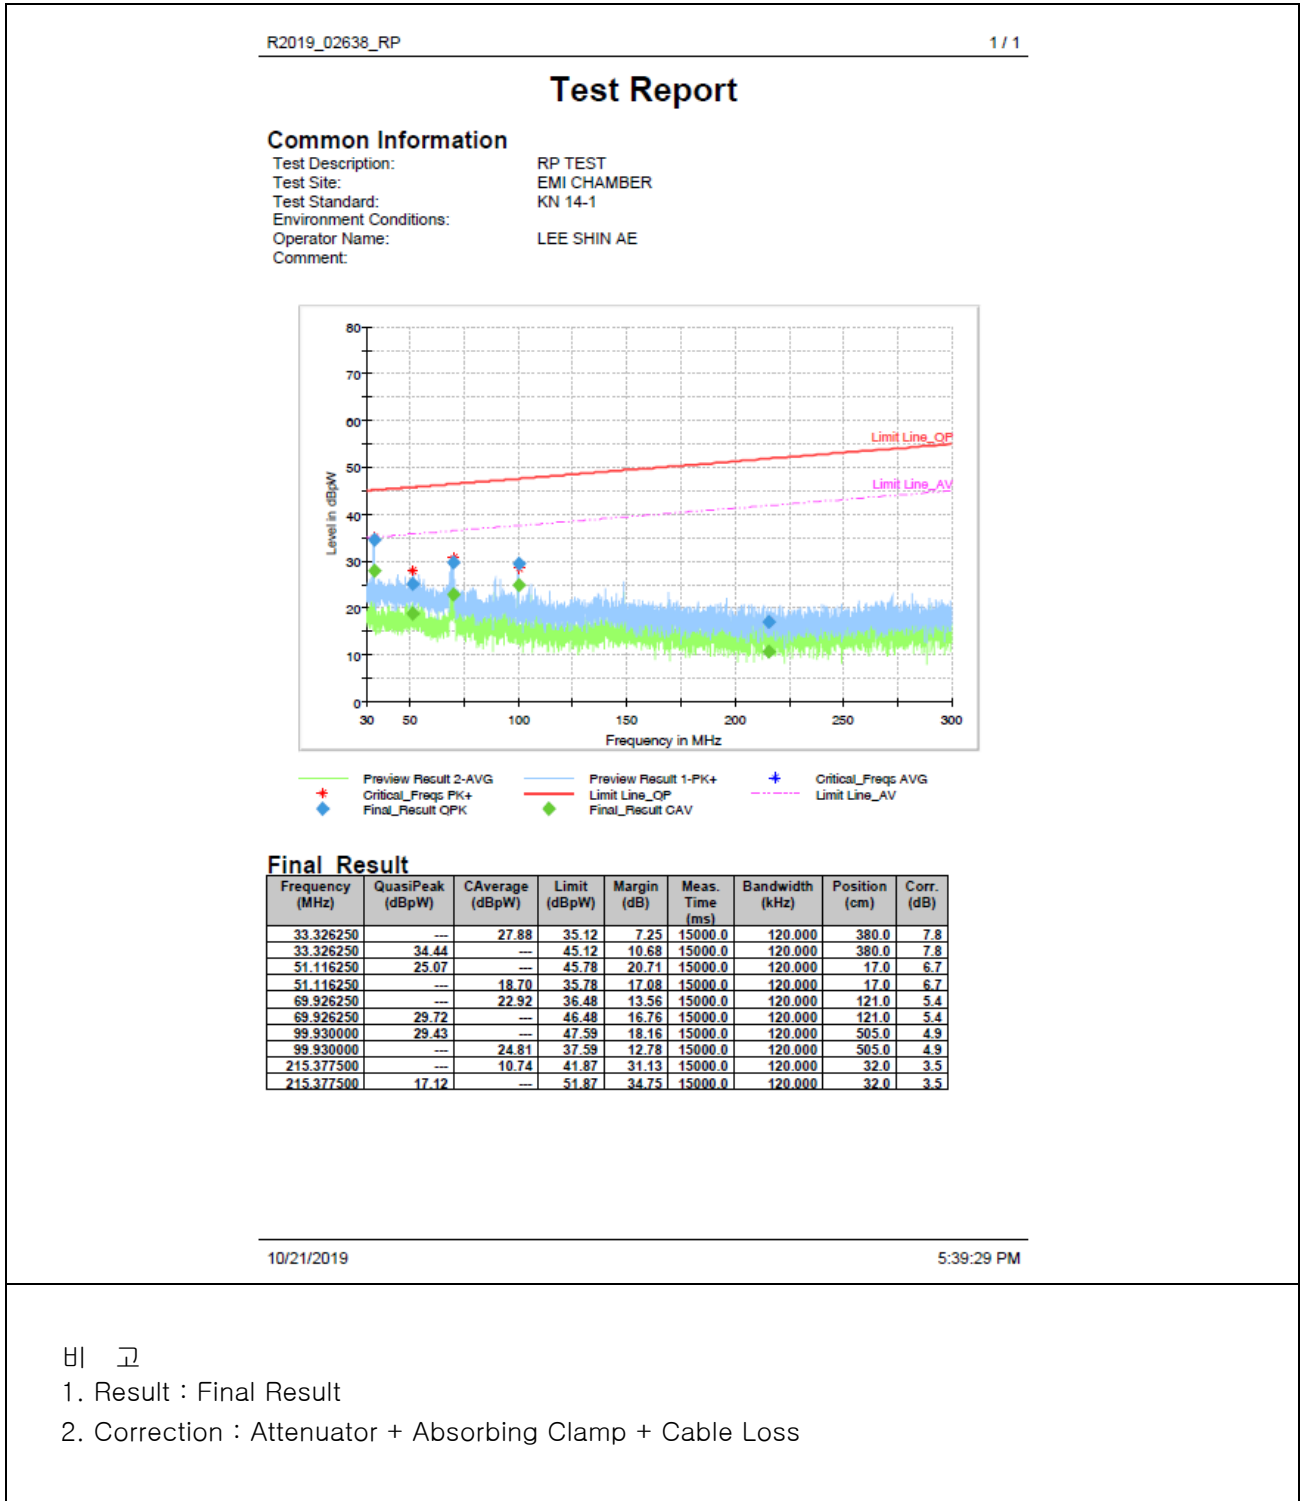 R2019_02638_RP 1 / 1
Test Report
Common Information
Test Description: RP TEST
Test Site: EMI CHAMBER
Test Standard: KN 14-1
Environment Conditions:
Operator Name: LEE SHIN AE
Comment:
80
70
60
50
40
30
20
10
0
Level in dBpW
Limit Line_QP
Limit Line_AV
30 50 100 150 200 250 300
Frequency in MHz
Preview Result 2-AVG Preview Result 1-PK+ Critical_Freqs AVG
Critical_Freqs PK+ Limit Line_QP Limit Line_AV
Final_Result QPK Final_Result CAV
Final_Result
Frequency QuasiPeak CAverage Limit Margin Meas. Bandwidth Position Corr.
(MHz) (dBpW) (dBpW) (dBpW) (dB) Time (kHz) (cm) (dB)
(ms)
33.326250 --- 27.88 35.12 7.25 15000.0 120.000 380.0 7.8
33.326250 34.44 --- 45.12 10.68 15000.0 120.000 380.0 7.8
51.116250 25.07 --- 45.78 20.71 15000.0 120.000 17.0 6.7
51.116250 --- 18.70 35.78 17.08 15000.0 120.000 17.0 6.7
69.926250 --- 22.92 36.48 13.56 15000.0 120.000 121.0 5.4
69.926250 29.72 --- 46.48 16.76 15000.0 120.000 121.0 5.4
99.930000 29.43 --- 47.59 18.16 15000.0 120.000 505.0 4.9
99.930000 --- 24.81 37.59 12.78 15000.0 120.000 505.0 4.9
215.377500 --- 10.74 41.87 31.13 15000.0 120.000 32.0 3.5
215.377500 17.12 --- 51.87 34.75 15000.0 120.000 32.0 3.5
10/21/2019 5:39:29 PM
비 고
1. Result : Final Result
2. Correction : Attenuator + Absorbing Clamp + Cable Loss